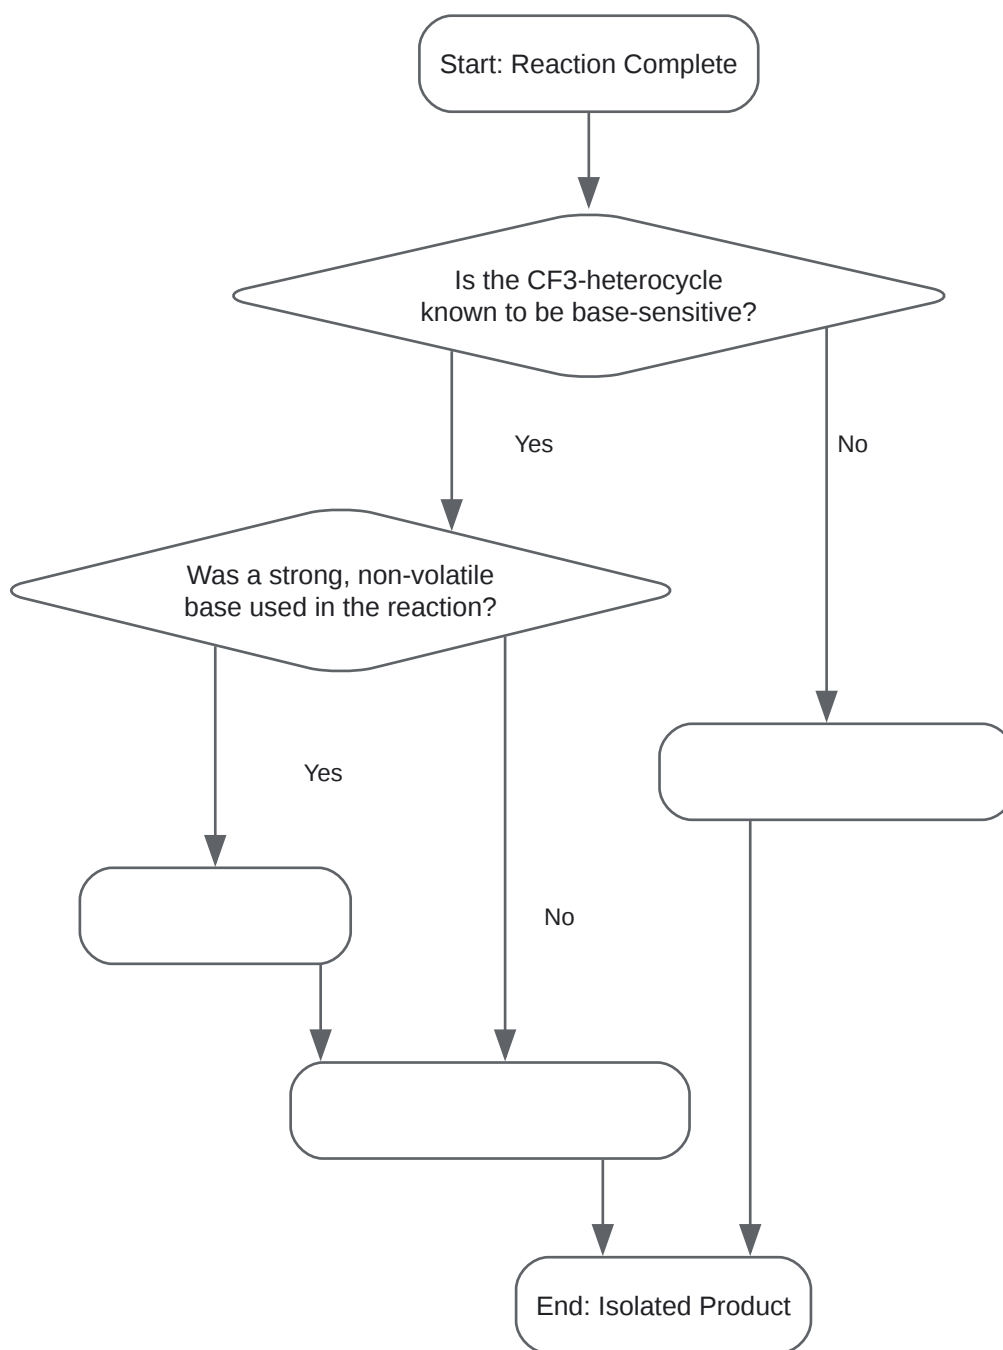 Start: Reaction Complete
Is the CF3-heterocycle
known to be base-sensitive?
Yes
No
Was a strong, non-volatile
base used in the reaction?
Yes
No
End: Isolated Product